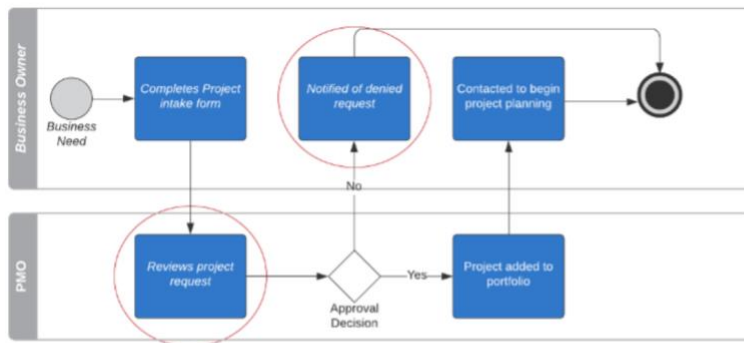 Business Owner
Business
Need
Completes Project
intake form
Notified of denied
request
Contacted to begin
project planning
No
PMO
Reviews project
request
Approval
Decision
Yes
Project added to
portfolio